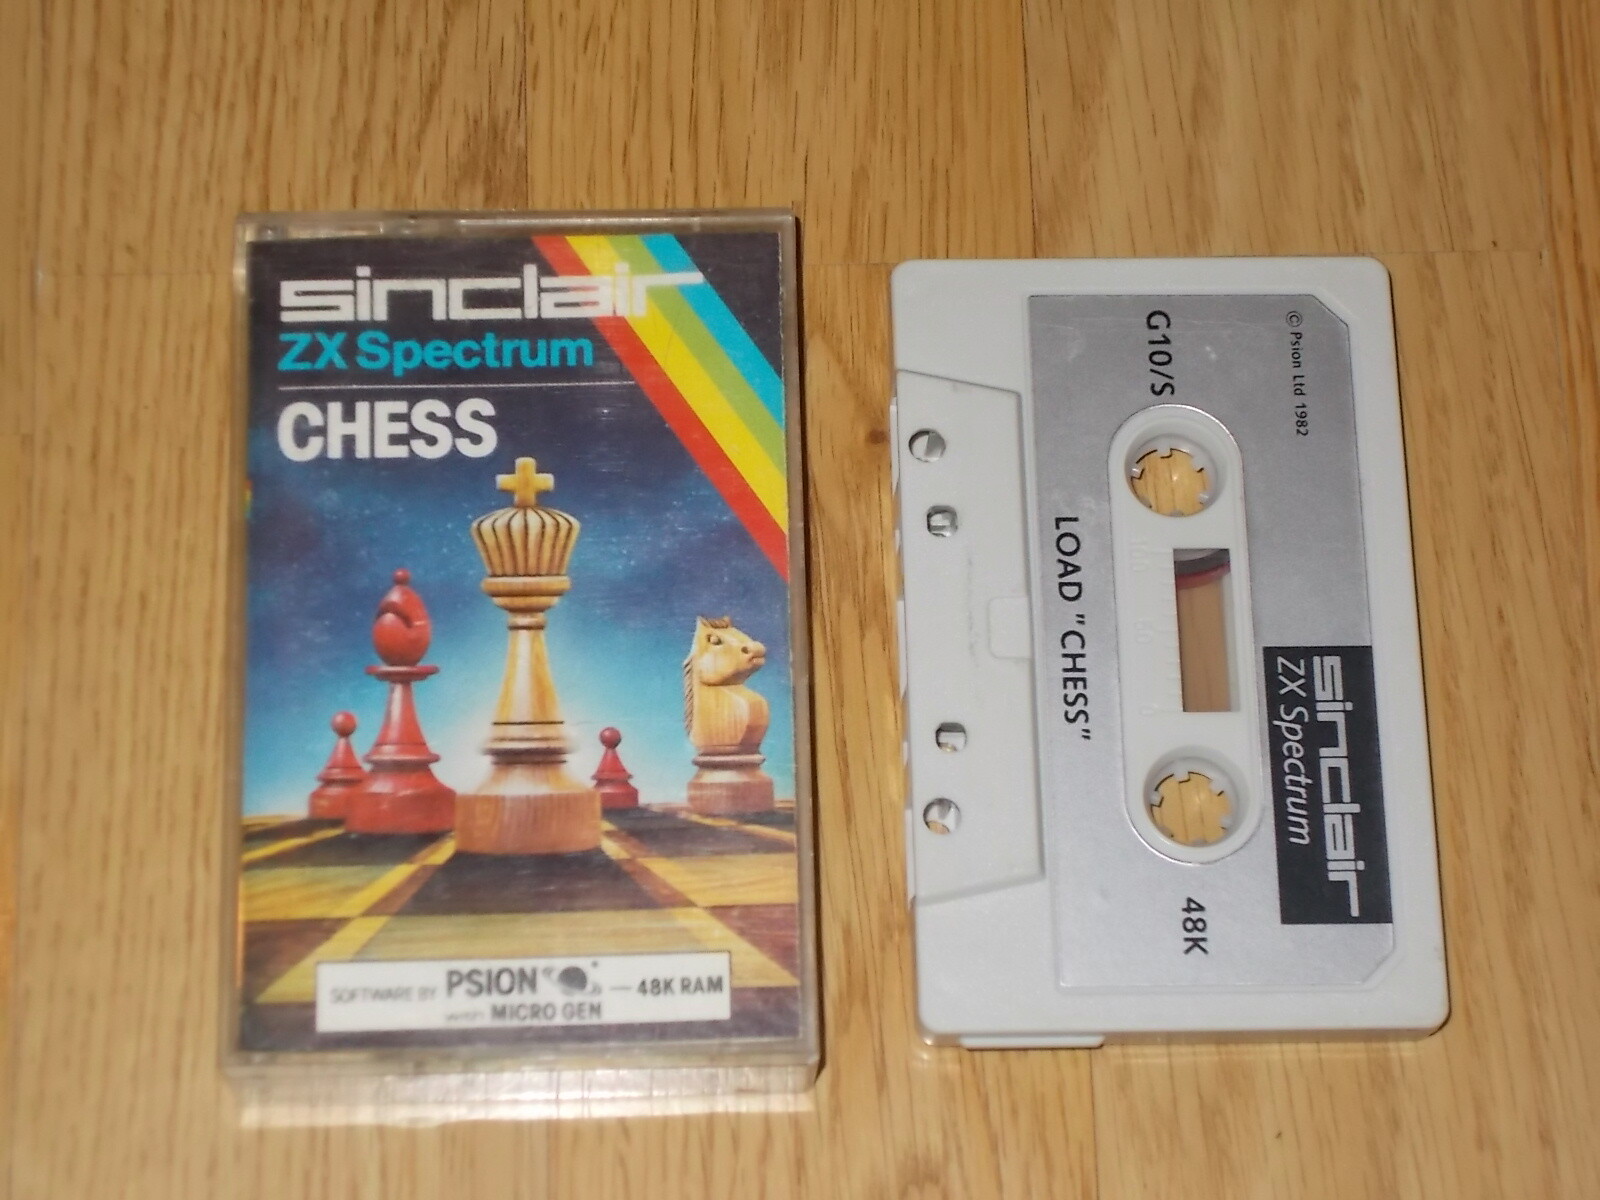 sinclair
ZX Spectrum
CHESS
SOFTWARE BY PSION — 48K RAM
WITH MICRO GEN
© Psion Ltd 1982
G10/S
sinclair
ZX Spectrum
48K
LOAD "CHESS"